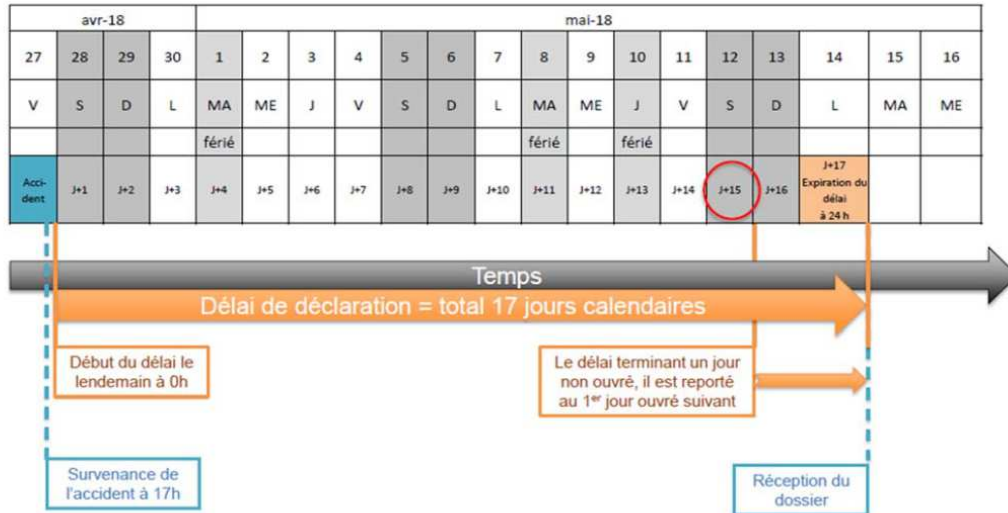 avr-18 mai-18
27 28 29 30 1 2 3 4 5 6 7 8 9 10 11 12 13 14 15 16
V S D L MA ME J V S D L MA ME J V S D L MA ME
férié férié férié
Acci-
dent
J+1 J+2 J+3 J+4 J+5 J+6 J+7 J+8 J+9 J+10 J+11 J+12 J+13 J+14 J+15 J+16
J+17
Expiration du
délai
à 24 h
Temps
Délai de déclaration = total 17 jours calendaires
Début du délai le
lendemain à 0h
Le délai terminant un jour
non ouvré, il est reporté
au 1er jour ouvré suivant
Survenance de
l'accident à 17h
Réception du
dossier